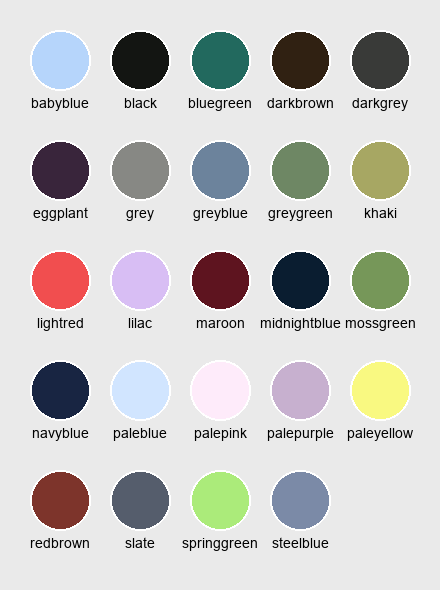 babyblue black bluegreen darkbrown darkgrey
eggplant grey greyblue greygreen khaki
lightred lilac maroon midnightblue mossgreen
navyblue paleblue palepink palepurple paleyellow
redbrown slate springgreen steelblue